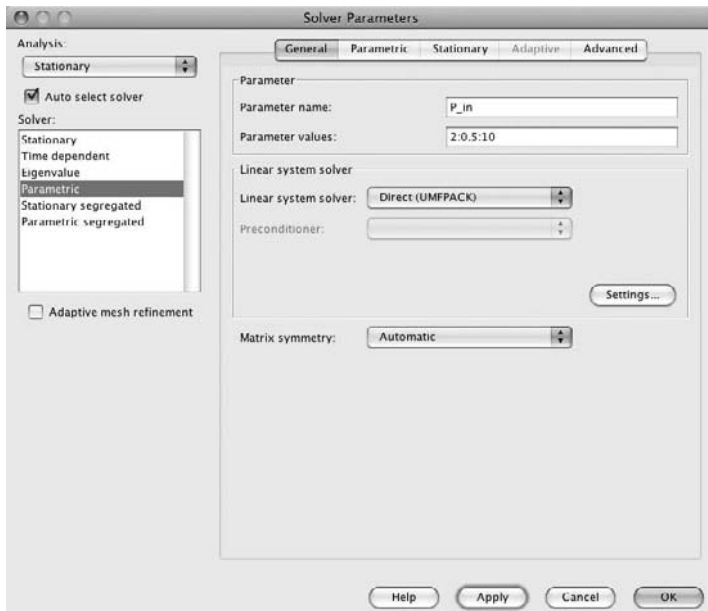 Solver Parameters
Analysis:
Stationary
Auto select solver
Solver:
Stationary
Time dependent
Eigenvalue
Parametric
Stationary segregated
Parametric segregated
Adaptive mesh refinement
General Parametric Stationary Adaptive Advanced
Parameter
Parameter name: P_in
Parameter values: 2:0.5:10
Linear system solver
Linear system solver: Direct (UMFPACK)
Preconditioner:
Settings...
Matrix symmetry: Automatic
Help Apply Cancel OK